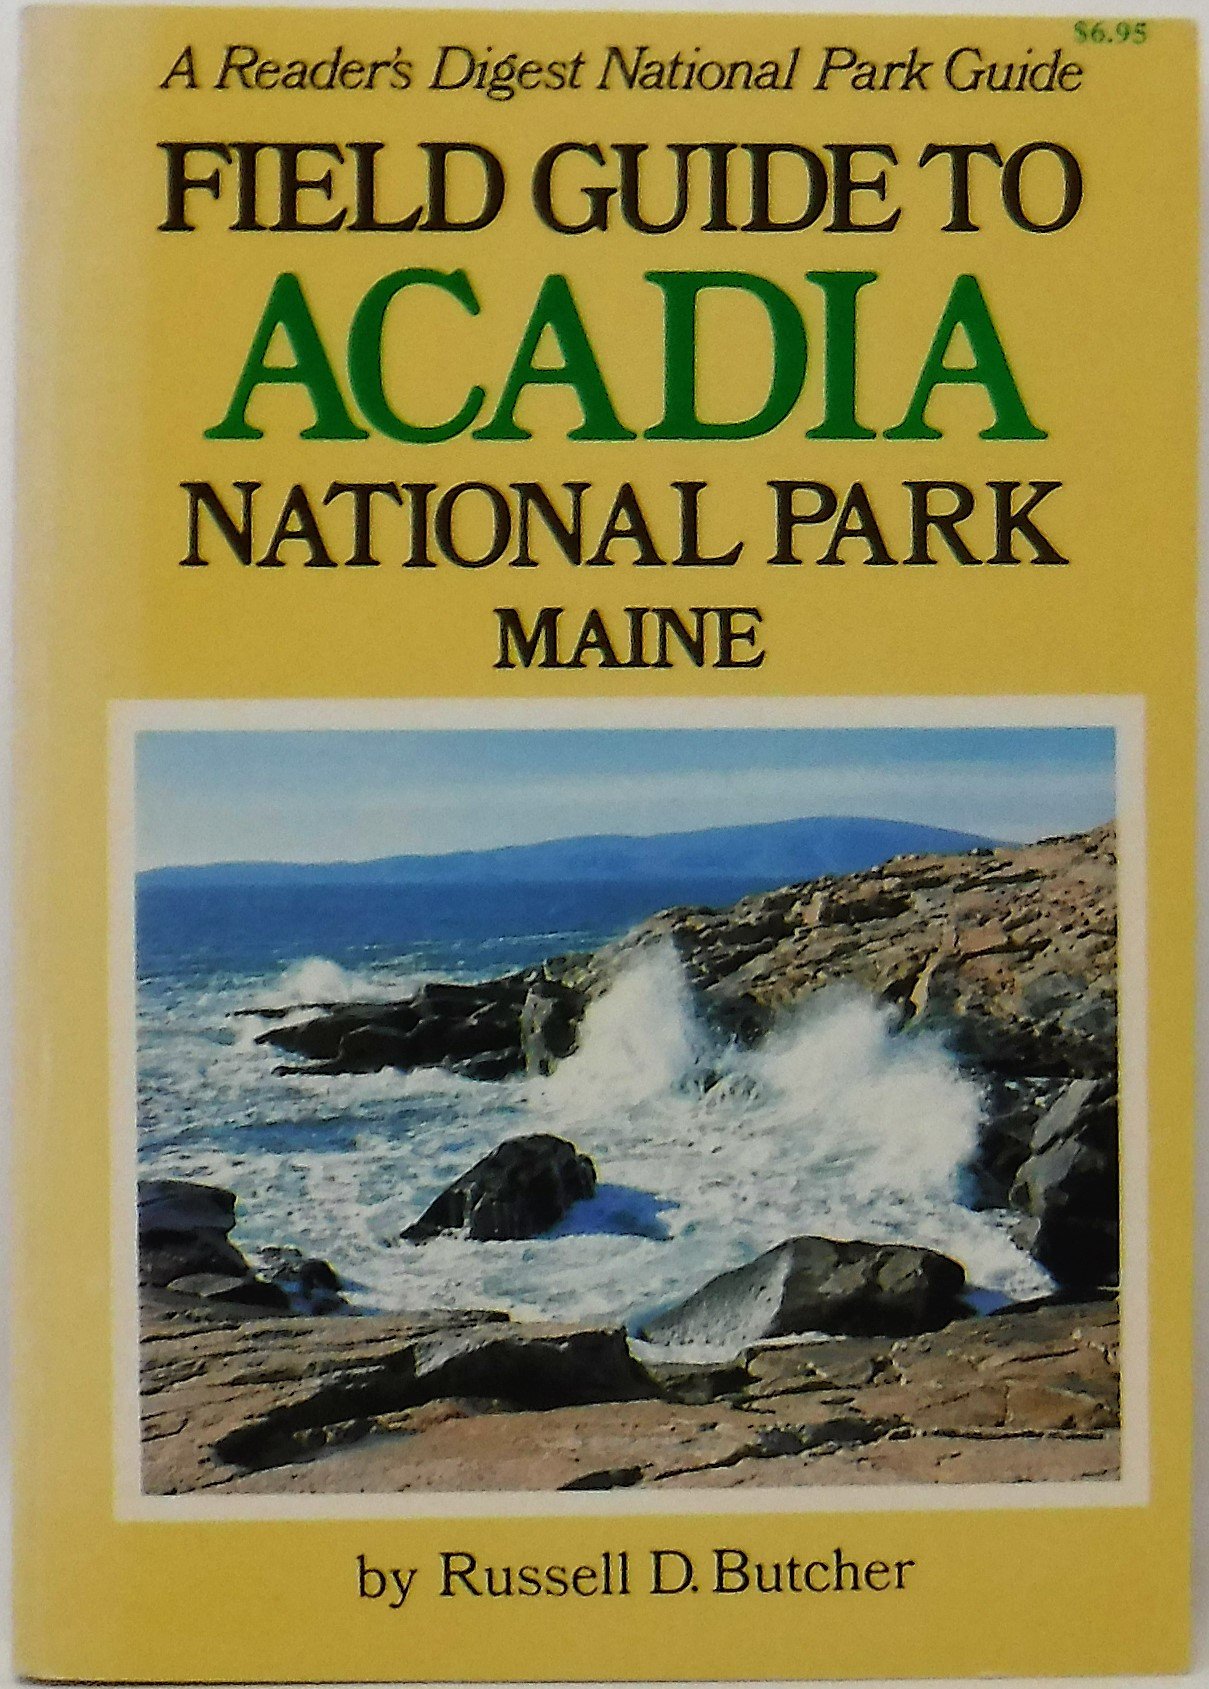 $6.95
A Reader's Digest National Park Guide
FIELD GUIDE TO
ACADIA
NATIONAL PARK
MAINE
by Russell D. Butcher